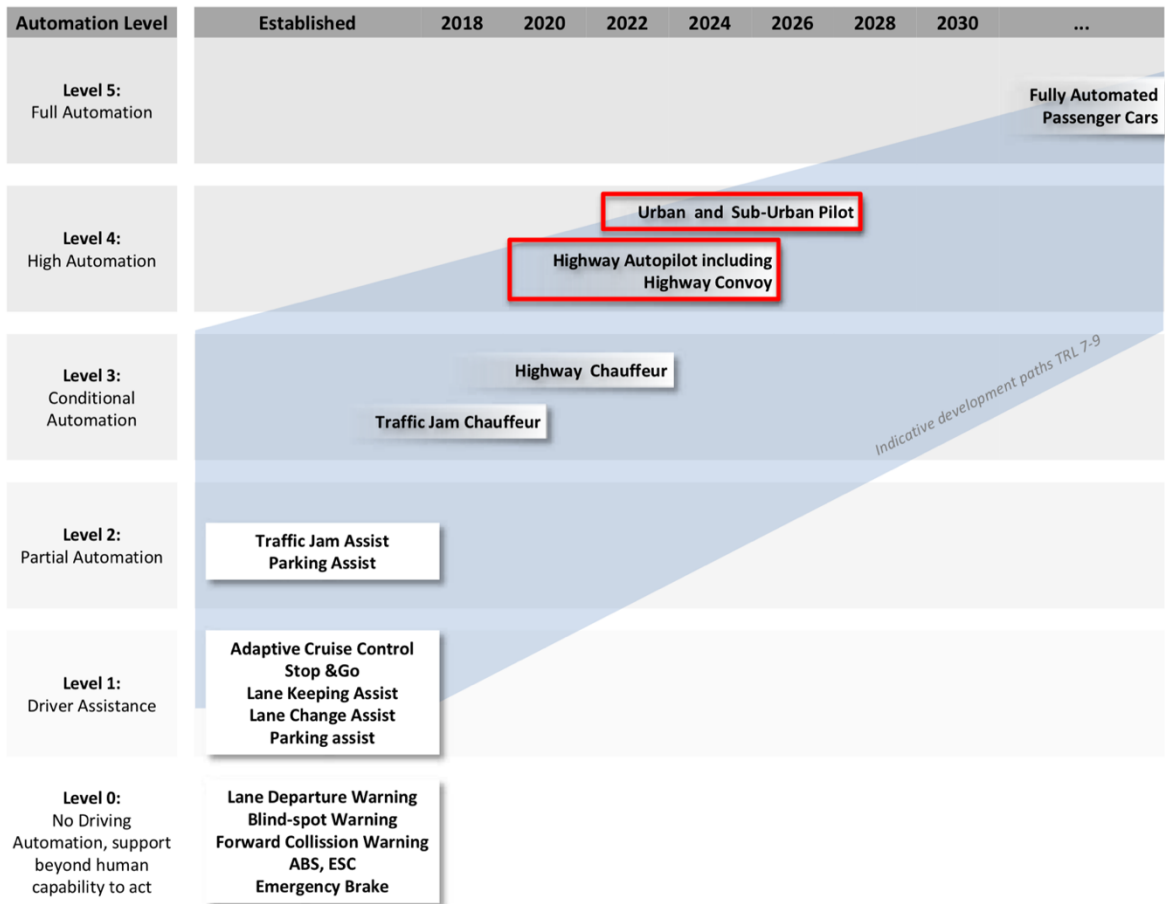 Automation Level Established 2018 2020 2022 2024 2026 2028 2030 ...
Level 5:
Full Automation
Fully Automated
Passenger Cars
Level 4:
High Automation
Urban and Sub-Urban Pilot
Highway Autopilot including
Highway Convoy
Level 3:
Conditional
Automation
Highway Chauffeur
Traffic Jam Chauffeur
Indicative development paths TRL 7-9
Level 2:
Partial Automation
Traffic Jam Assist
Parking Assist
Level 1:
Driver Assistance
Adaptive Cruise Control
Stop &Go
Lane Keeping Assist
Lane Change Assist
Parking assist
Level 0:
No Driving
Automation, support
beyond human
capability to act
Lane Departure Warning
Blind-spot Warning
Forward Collission Warning
ABS, ESC
Emergency Brake